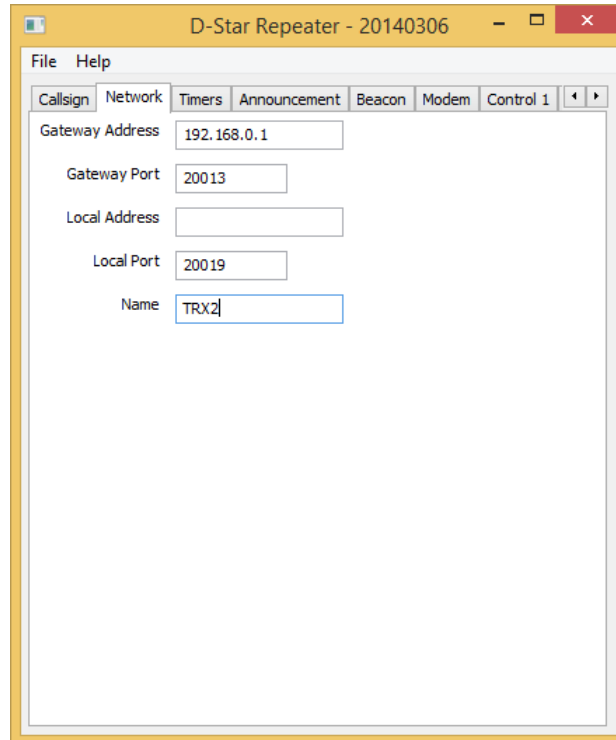 D-Star Repeater - 20140306
File Help
Callsign Network Timers Announcement Beacon Modem Control 1
Gateway Address 192.168.0.1
Gateway Port 20013
Local Address
Local Port 20019
Name TRX2